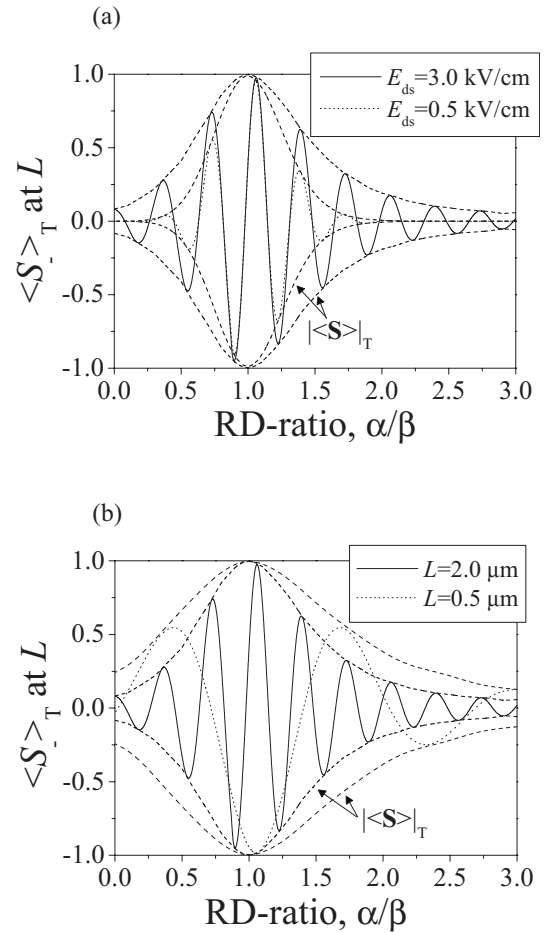 (a)
E_ds=3.0 kV/cm
E_ds=0.5 kV/cm
1.0
0.5
0.0
-0.5
-1.0
<S_->_T at L
|<S>|_T
0.0 0.5 1.0 1.5 2.0 2.5 3.0
RD-ratio, α/β
(b)
L=2.0 μm
L=0.5 μm
1.0
0.5
0.0
-0.5
-1.0
<S_->_T at L
|<S>|_T
0.0 0.5 1.0 1.5 2.0 2.5 3.0
RD-ratio, α/β